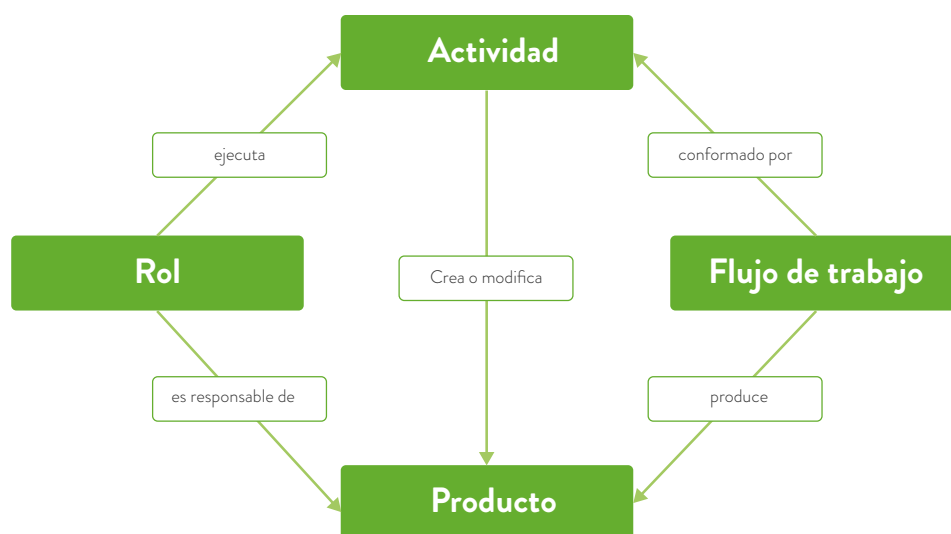 Actividad
ejecuta
conformado por
Rol
Crea o modifica
Flujo de trabajo
es responsable de
produce
Producto